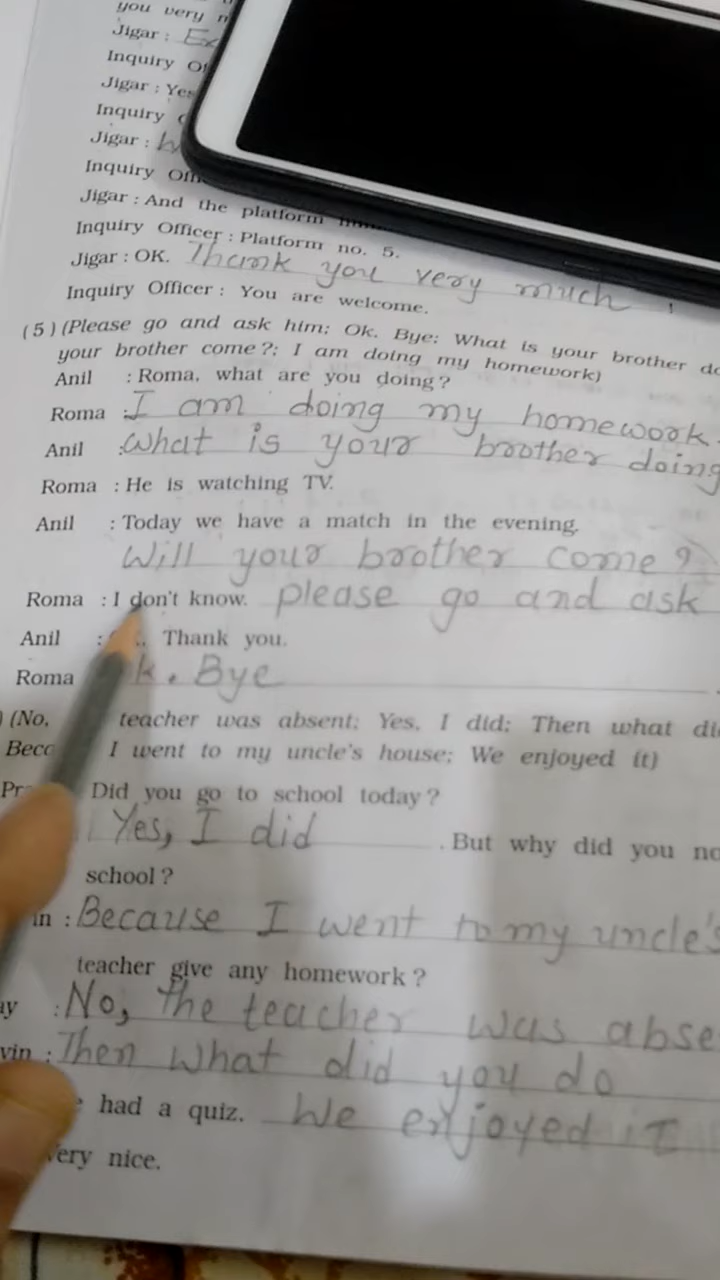 you very
Jigar : Ex
Inquiry
Jigar : Yes
Inquiry
Jigar :
Inquiry
Jigar : And the platform
Inquiry Officer : Platform no. 5.
Jigar : OK. Thank you very much
Inquiry Officer : You are welcome.
(5) (Please go and ask him; Ok. Bye; What is your brother
your brother come?; I am doing my homework)
Anil : Roma, what are you doing?
Roma : I am doing my homework.
Anil : What is your brother doing
Roma : He is watching TV.
Anil : Today we have a match in the evening.
Will your brother come?
Roma : I don't know. please go and ask
Anil : Thank you.
Roma k. Bye
(No, teacher was absent; Yes, I did; Then what
I went to my uncle's house; We enjoyed it)
Did you go to school today?
Yes, I did . But why did you
school?
in : Because I went to my uncle's
teacher give any homework?
ay : No, the teacher was abse
vin : Then what did you do
had a quiz. We enjoyed it
very nice.